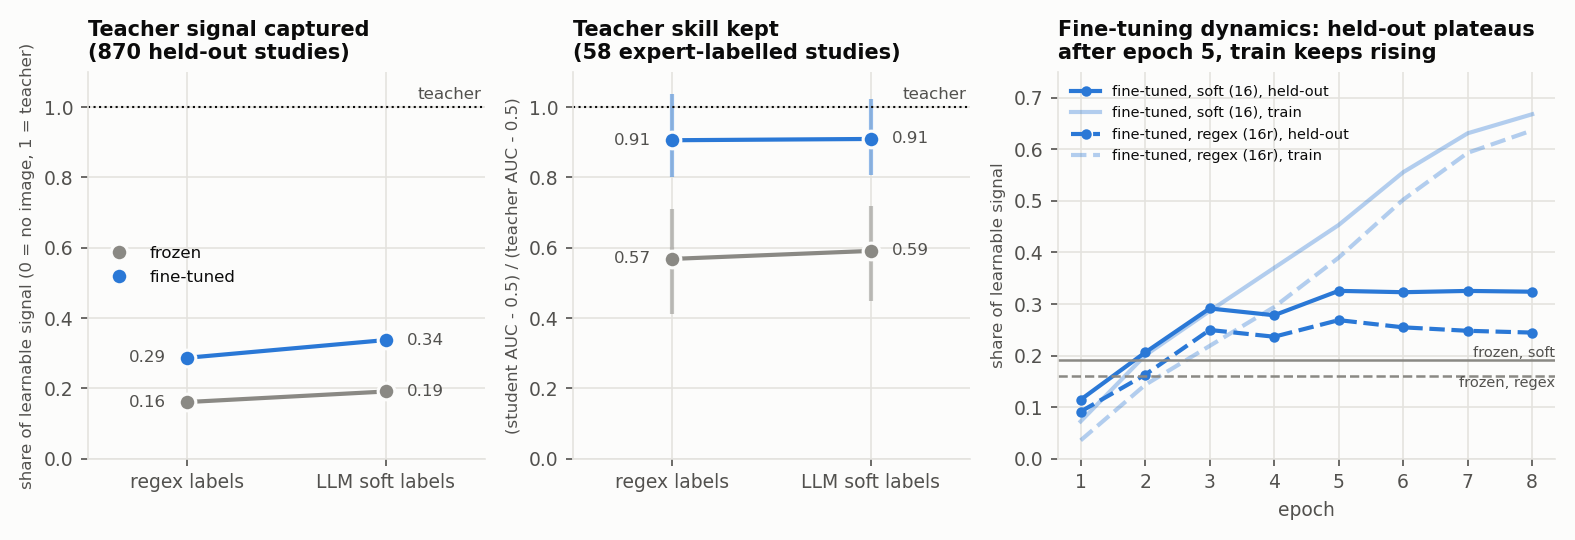 Teacher signal captured
(870 held-out studies)
share of learnable signal (0 = no image, 1 = teacher)
1.0
0.8
0.6
0.4
0.2
0.0
teacher
frozen
fine-tuned
0.29
0.34
0.16
0.19
regex labels
LLM soft labels
Teacher skill kept
(58 expert-labelled studies)
(student AUC - 0.5) / (teacher AUC - 0.5)
1.0
0.8
0.6
0.4
0.2
0.0
teacher
0.91
0.91
0.57
0.59
regex labels
LLM soft labels
Fine-tuning dynamics: held-out plateaus
after epoch 5, train keeps rising
share of learnable signal
0.7
0.6
0.5
0.4
0.3
0.2
0.1
0.0
fine-tuned, soft (16), held-out
fine-tuned, soft (16), train
fine-tuned, regex (16r), held-out
fine-tuned, regex (16r), train
frozen, soft
frozen, regex
1 2 3 4 5 6 7 8
epoch